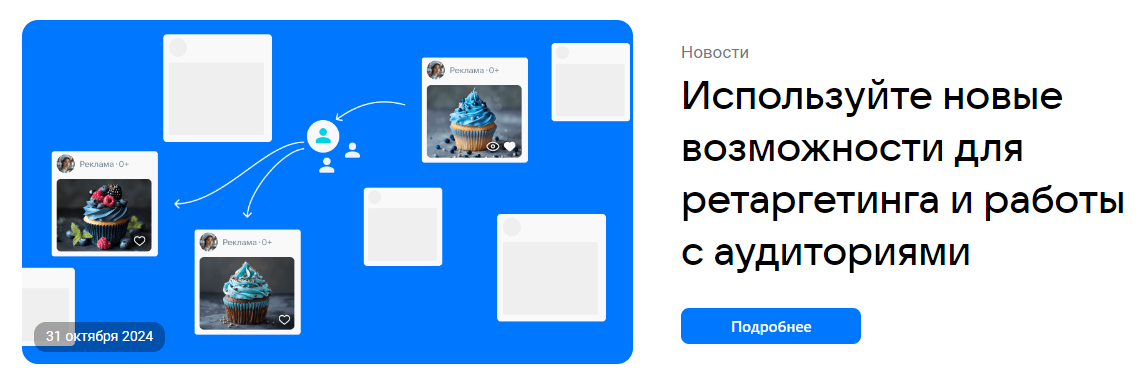 Реклама · 0+
Реклама · 0+
Реклама · 0+
31 октября 2024
Новости
Используйте новые
возможности для
ретаргетинга и работы
с аудиториями
Подробнее